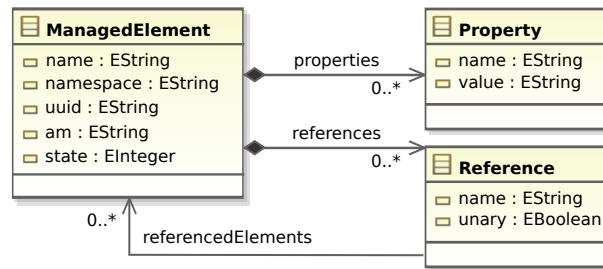 ManagedElement
name : EString
namespace : EString
uuid : EString
am : EString
state : EInteger
properties
0..*
references
0..*
Property
name : EString
value : EString
Reference
name : EString
unary : EBoolean
0..*
referencedElements